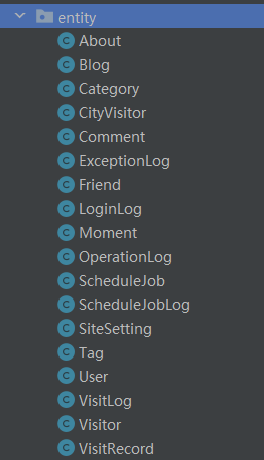 entity
About
Blog
Category
CityVisitor
Comment
ExceptionLog
Friend
LoginLog
Moment
OperationLog
ScheduleJob
ScheduleJobLog
SiteSetting
Tag
User
VisitLog
Visitor
VisitRecord